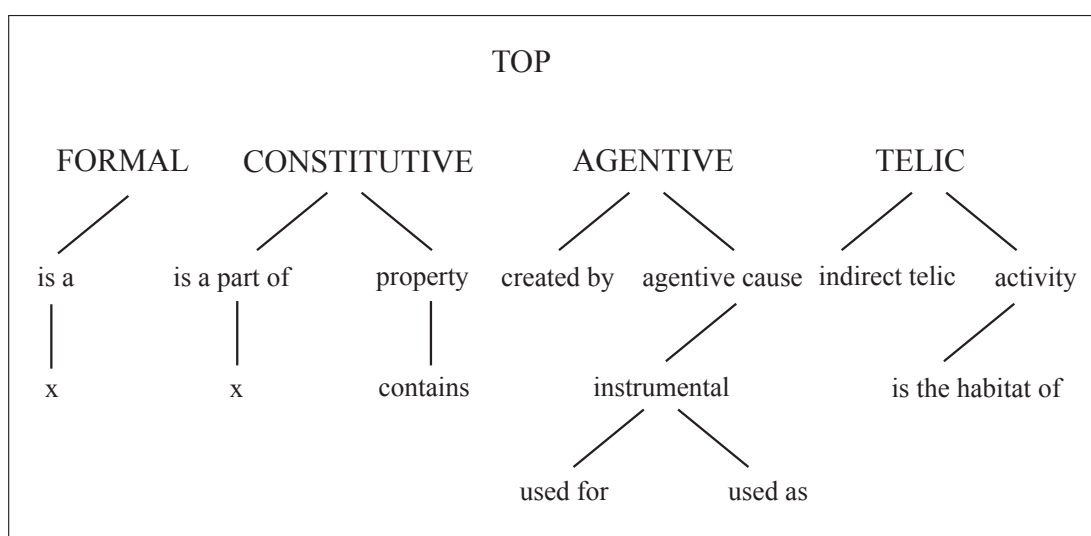 TOP
FORMAL CONSTITUTIVE AGENTIVE TELIC
is a is a part of property created by agentive cause indirect telic activity
x x contains instrumental is the habitat of
used for used as